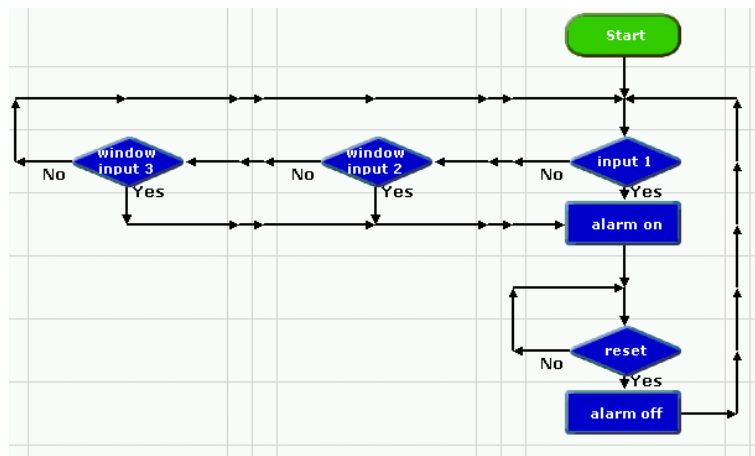 Start
window
input 3
window
input 2
input 1
No
Yes
No
Yes
No
Yes
alarm on
reset
No
Yes
alarm off